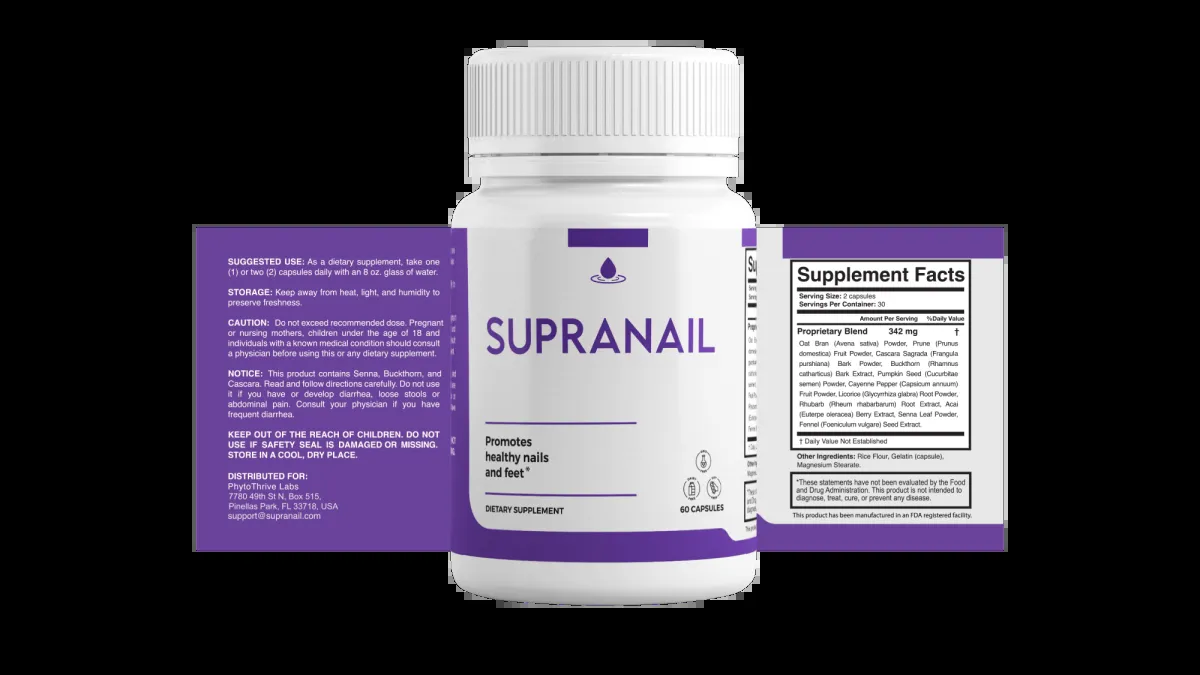 SUGGESTED USE: As a dietary supplement, take one
(1) or two (2) capsules daily with an 8 oz. glass of water.
STORAGE: Keep away from heat, light, and humidity to
preserve freshness.
CAUTION: Do not exceed recommended dose. Pregnant
or nursing mothers, children under the age of 18 and
individuals with a known medical condition should consult
a physician before using this or any dietary supplement.
NOTICE: This product contains Senna, Buckthorn, and
Cascara. Read and follow directions carefully. Do not use
it if you have or develop diarrhea, loose stools or
abdominal pain. Consult your physician if you have
frequent diarrhea.
KEEP OUT OF THE REACH OF CHILDREN. DO NOT
USE IF SAFETY SEAL IS DAMAGED OR MISSING.
STORE IN A COOL, DRY PLACE.
DISTRIBUTED FOR:
PhytoThrive Labs
7780 49th St N, Box 515,
Pinellas Park, FL 33718, USA
support@supranail.com
SUPRANAIL
Promotes
healthy nails
and feet*
DIETARY SUPPLEMENT
60 CAPSULES
Supplement Facts
Serving Size: 2 capsules
Servings Per Container: 30
Amount Per Serving %Daily Value
Proprietary Blend 342 mg †
Oat Bran (Avena sativa) Powder, Prune (Prunus
domestica) Fruit Powder, Cascara Sagrada (Frangula
purshiana) Bark Powder, Buckthorn (Rhamnus
catharticus) Bark Extract, Pumpkin Seed (Cucurbitae
semen) Powder, Cayenne Pepper (Capsicum annuum)
Fruit Powder, Licorice (Glycyrrhiza glabra) Root Powder,
Rhubarb (Rheum rhabarbarum) Root Extract, Acai
(Euterpe oleracea) Berry Extract, Senna Leaf Powder,
Fennel (Foeniculum vulgare) Seed Extract.
† Daily Value Not Established
Other Ingredients: Rice Flour, Gelatin (capsule),
Magnesium Stearate.
*These statements have not been evaluated by the Food
and Drug Administration. This product is not intended to
diagnose, treat, cure, or prevent any disease.
This product has been manufactured in an FDA registered facility.